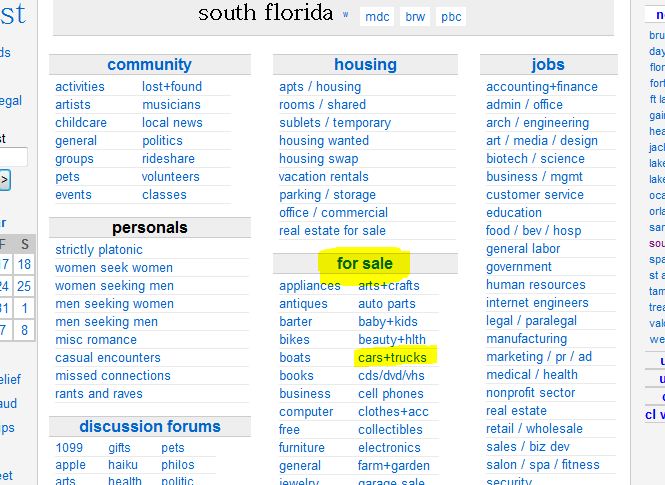 st
ds
egal
st
>
ar
F S
17 18
24 25
31 1
7 8
elief
aud
ips
eet
south florida w mdc brw pbc
community
activities lost+found
artists musicians
childcare local news
general politics
groups rideshare
pets volunteers
events classes
personals
strictly platonic
women seek women
women seeking men
men seeking women
men seeking men
misc romance
casual encounters
missed connections
rants and raves
discussion forums
1099 gifts pets
apple haiku philos
arts health politic
housing
apts / housing
rooms / shared
sublets / temporary
housing wanted
housing swap
vacation rentals
parking / storage
office / commercial
real estate for sale
for sale
appliances arts+crafts
antiques auto parts
barter baby+kids
bikes beauty+hlth
boats cars+trucks
books cds/dvd/vhs
business cell phones
computer clothes+acc
free collectibles
furniture electronics
general farm+garden
jewelry garage sale
jobs
accounting+finance
admin / office
arch / engineering
art / media / design
biotech / science
business / mgmt
customer service
education
food / bev / hosp
general labor
government
human resources
internet engineers
legal / paralegal
manufacturing
marketing / pr / ad
medical / health
nonprofit sector
real estate
retail / wholesale
sales / biz dev
salon / spa / fitness
security
n
bru
day
flor
fort
ft la
gain
hea
jack
lake
lake
oca
orla
sar
sou
spa
st a
tam
trea
vald
we
u
u
cl v